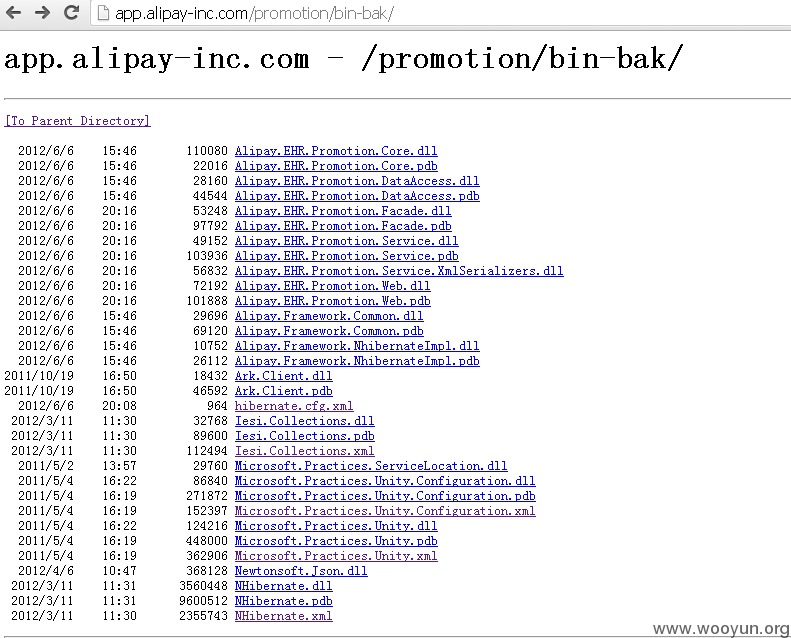 app.alipay-inc.com/promotion/bin-bak/
app.alipay-inc.com - /promotion/bin-bak/
[To Parent Directory]
2012/6/6 15:46 110080 Alipay.EHR.Promotion.Core.dll
2012/6/6 15:46 22016 Alipay.EHR.Promotion.Core.pdb
2012/6/6 15:46 28160 Alipay.EHR.Promotion.DataAccess.dll
2012/6/6 15:46 44544 Alipay.EHR.Promotion.DataAccess.pdb
2012/6/6 20:16 53248 Alipay.EHR.Promotion.Facade.dll
2012/6/6 20:16 97792 Alipay.EHR.Promotion.Facade.pdb
2012/6/6 20:16 49152 Alipay.EHR.Promotion.Service.dll
2012/6/6 20:16 103936 Alipay.EHR.Promotion.Service.pdb
2012/6/6 20:16 56832 Alipay.EHR.Promotion.Service.XmlSerializers.dll
2012/6/6 20:16 72192 Alipay.EHR.Promotion.Web.dll
2012/6/6 20:16 101888 Alipay.EHR.Promotion.Web.pdb
2012/6/6 15:46 29696 Alipay.Framework.Common.dll
2012/6/6 15:46 69120 Alipay.Framework.Common.pdb
2012/6/6 15:46 10752 Alipay.Framework.NhibernateImpl.dll
2012/6/6 15:46 26112 Alipay.Framework.NhibernateImpl.pdb
2011/10/19 16:50 18432 Ark.Client.dll
2011/10/19 16:50 46592 Ark.Client.pdb
2012/6/6 20:08 964 hibernate.cfg.xml
2012/3/11 11:30 32768 Iesi.Collections.dll
2012/3/11 11:30 89600 Iesi.Collections.pdb
2012/3/11 11:30 112494 Iesi.Collections.xml
2011/5/2 13:57 29760 Microsoft.Practices.ServiceLocation.dll
2011/5/4 16:22 86840 Microsoft.Practices.Unity.Configuration.dll
2011/5/4 16:19 271872 Microsoft.Practices.Unity.Configuration.pdb
2011/5/4 16:19 152397 Microsoft.Practices.Unity.Configuration.xml
2011/5/4 16:22 124216 Microsoft.Practices.Unity.dll
2011/5/4 16:19 448000 Microsoft.Practices.Unity.pdb
2011/5/4 16:19 362906 Microsoft.Practices.Unity.xml
2012/4/6 10:47 368128 Newtonsoft.Json.dll
2012/3/11 11:31 3560448 NHibernate.dll
2012/3/11 11:31 9600512 NHibernate.pdb
2012/3/11 11:30 2355743 NHibernate.xml
www.wooyun.org